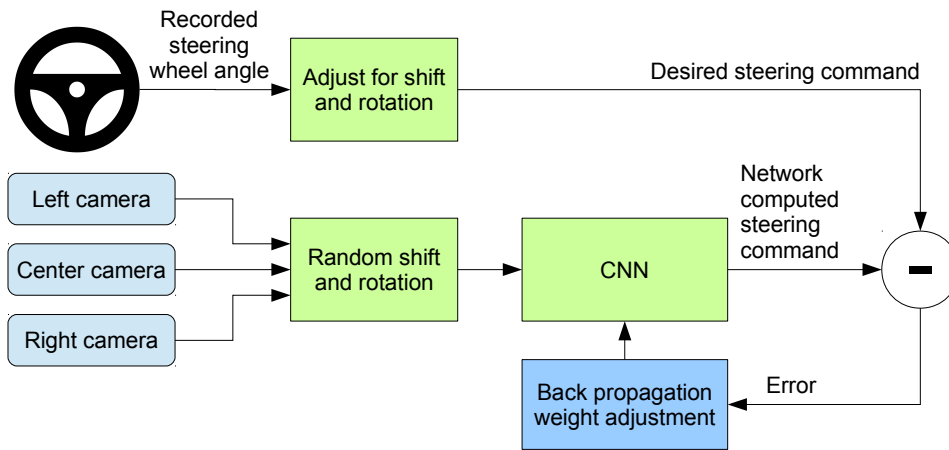 Recorded
steering
wheel angle
Adjust for shift
and rotation
Desired steering command
Left camera
Center camera
Right camera
Random shift
and rotation
CNN
Network
computed
steering
command
-
Back propagation
weight adjustment
Error